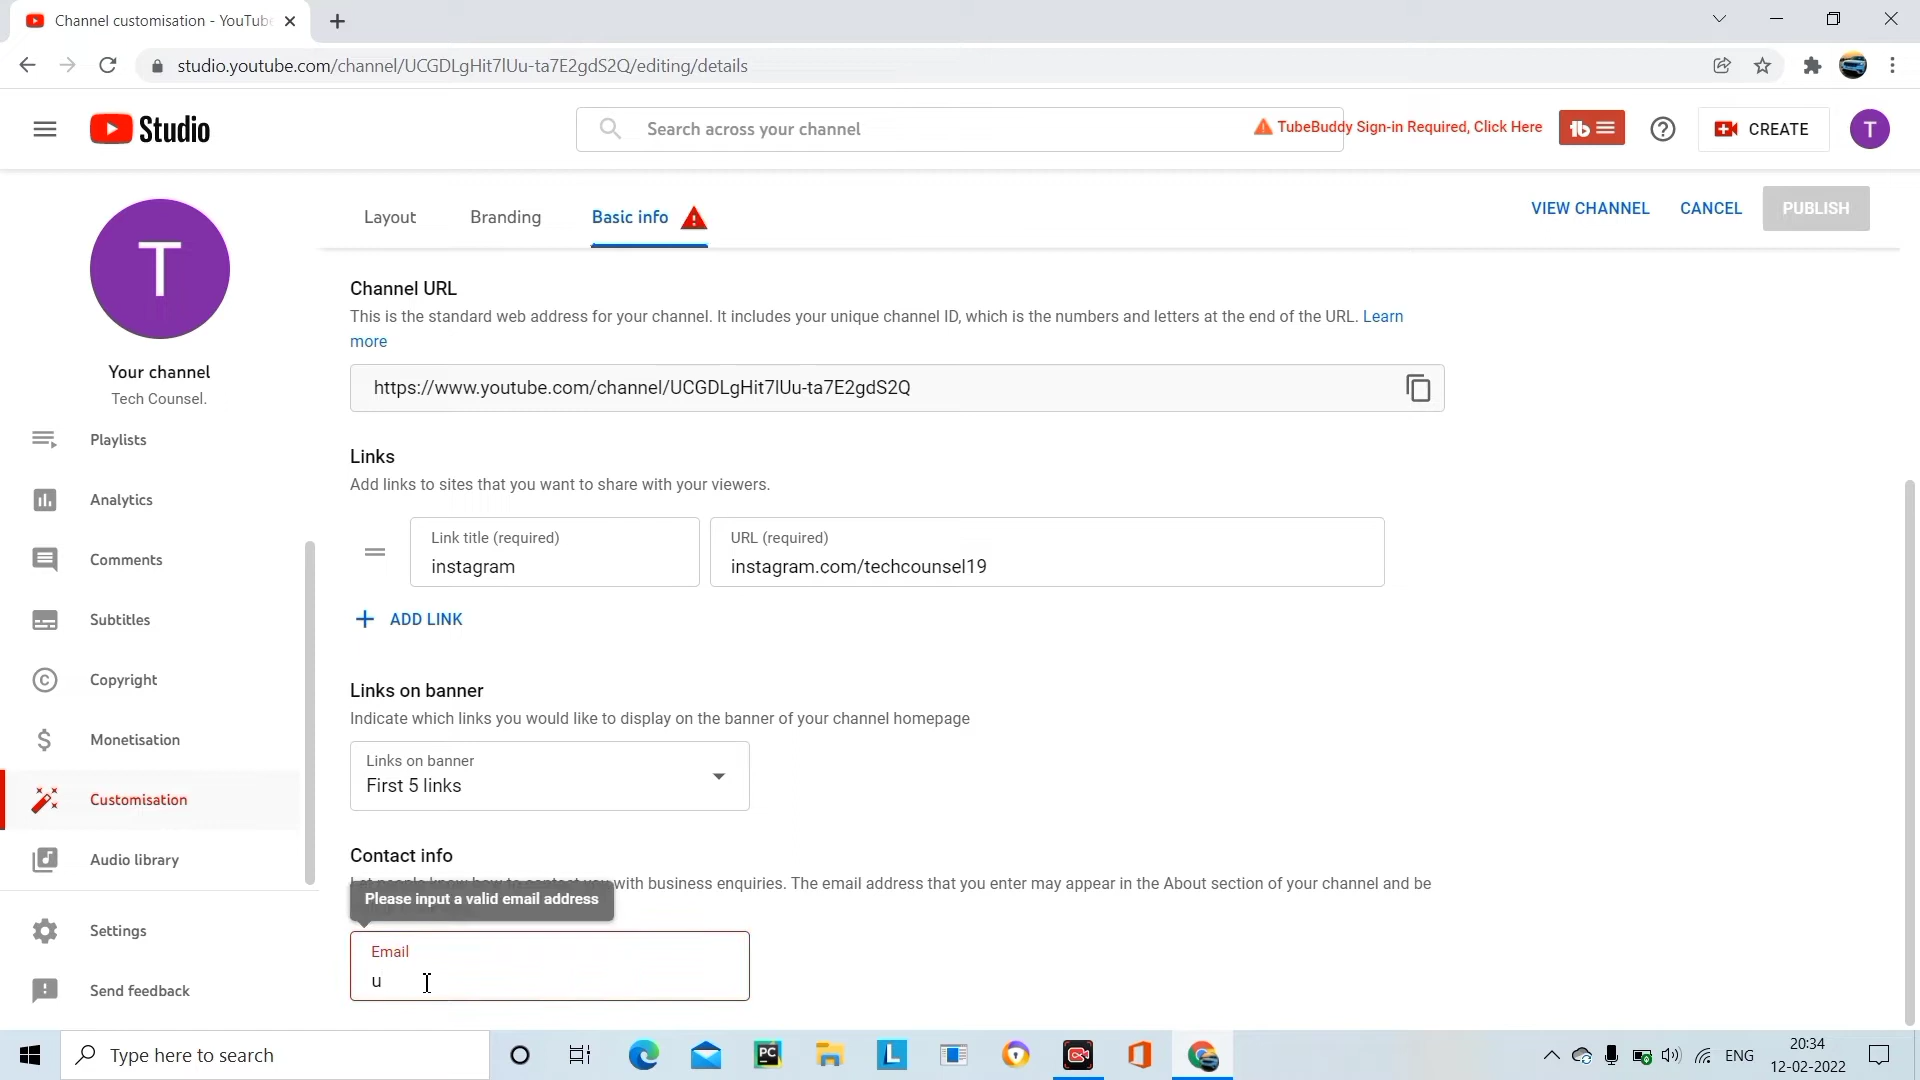 Channel customisation - YouTube
studio.youtube.com/channel/UCGDLgHit7lUu-ta7E2gdS2Q/editing/details
Studio
Search across your channel
TubeBuddy Sign-in Required, Click Here
tb
CREATE
T
T
Your channel
Tech Counsel.
Playlists
Analytics
Comments
Subtitles
Copyright
Monetisation
Customisation
Audio library
Settings
Send feedback
Layout
Branding
Basic info
VIEW CHANNEL
CANCEL
PUBLISH
Channel URL
This is the standard web address for your channel. It includes your unique channel ID, which is the numbers and letters at the end of the URL. Learn
more
https://www.youtube.com/channel/UCGDLgHit7lUu-ta7E2gdS2Q
Links
Add links to sites that you want to share with your viewers.
Link title (required)
instagram
URL (required)
instagram.com/techcounsel19
ADD LINK
Links on banner
Indicate which links you would like to display on the banner of your channel homepage
Links on banner
First 5 links
Contact info
with business enquiries. The email address that you enter may appear in the About section of your channel and be
Please input a valid email address
Email
u
Type here to search
PC
L
ENG
20:34
12-02-2022